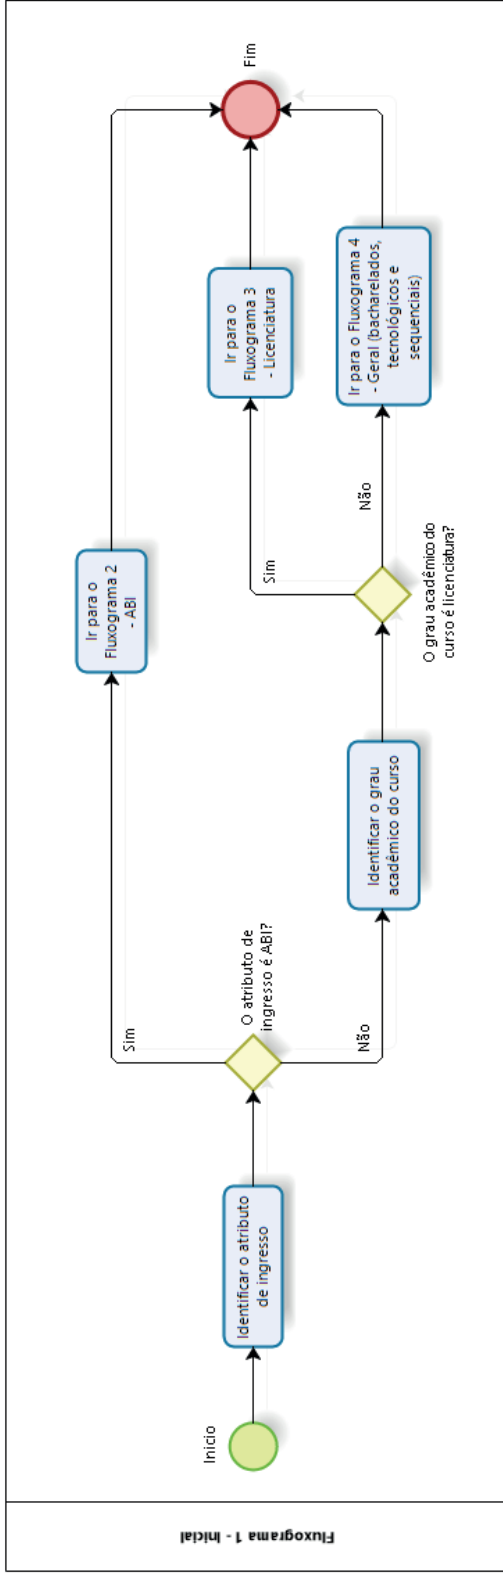 Fluxograma 1 - Inicial
Inicio
Identificar o atributo
de ingresso
O atributo de
ingresso é ABI?
Sim
Não
Ir para o
Fluxograma 2
- ABI
Identificar o grau
acadêmico do curso
O grau acadêmico do
curso é licenciatura?
Sim
Não
Ir para o
Fluxograma 3
- Licenciatura
Ir para o Fluxograma 4
- Geral (bacharelados,
tecnológicos e
sequenciais)
Fim